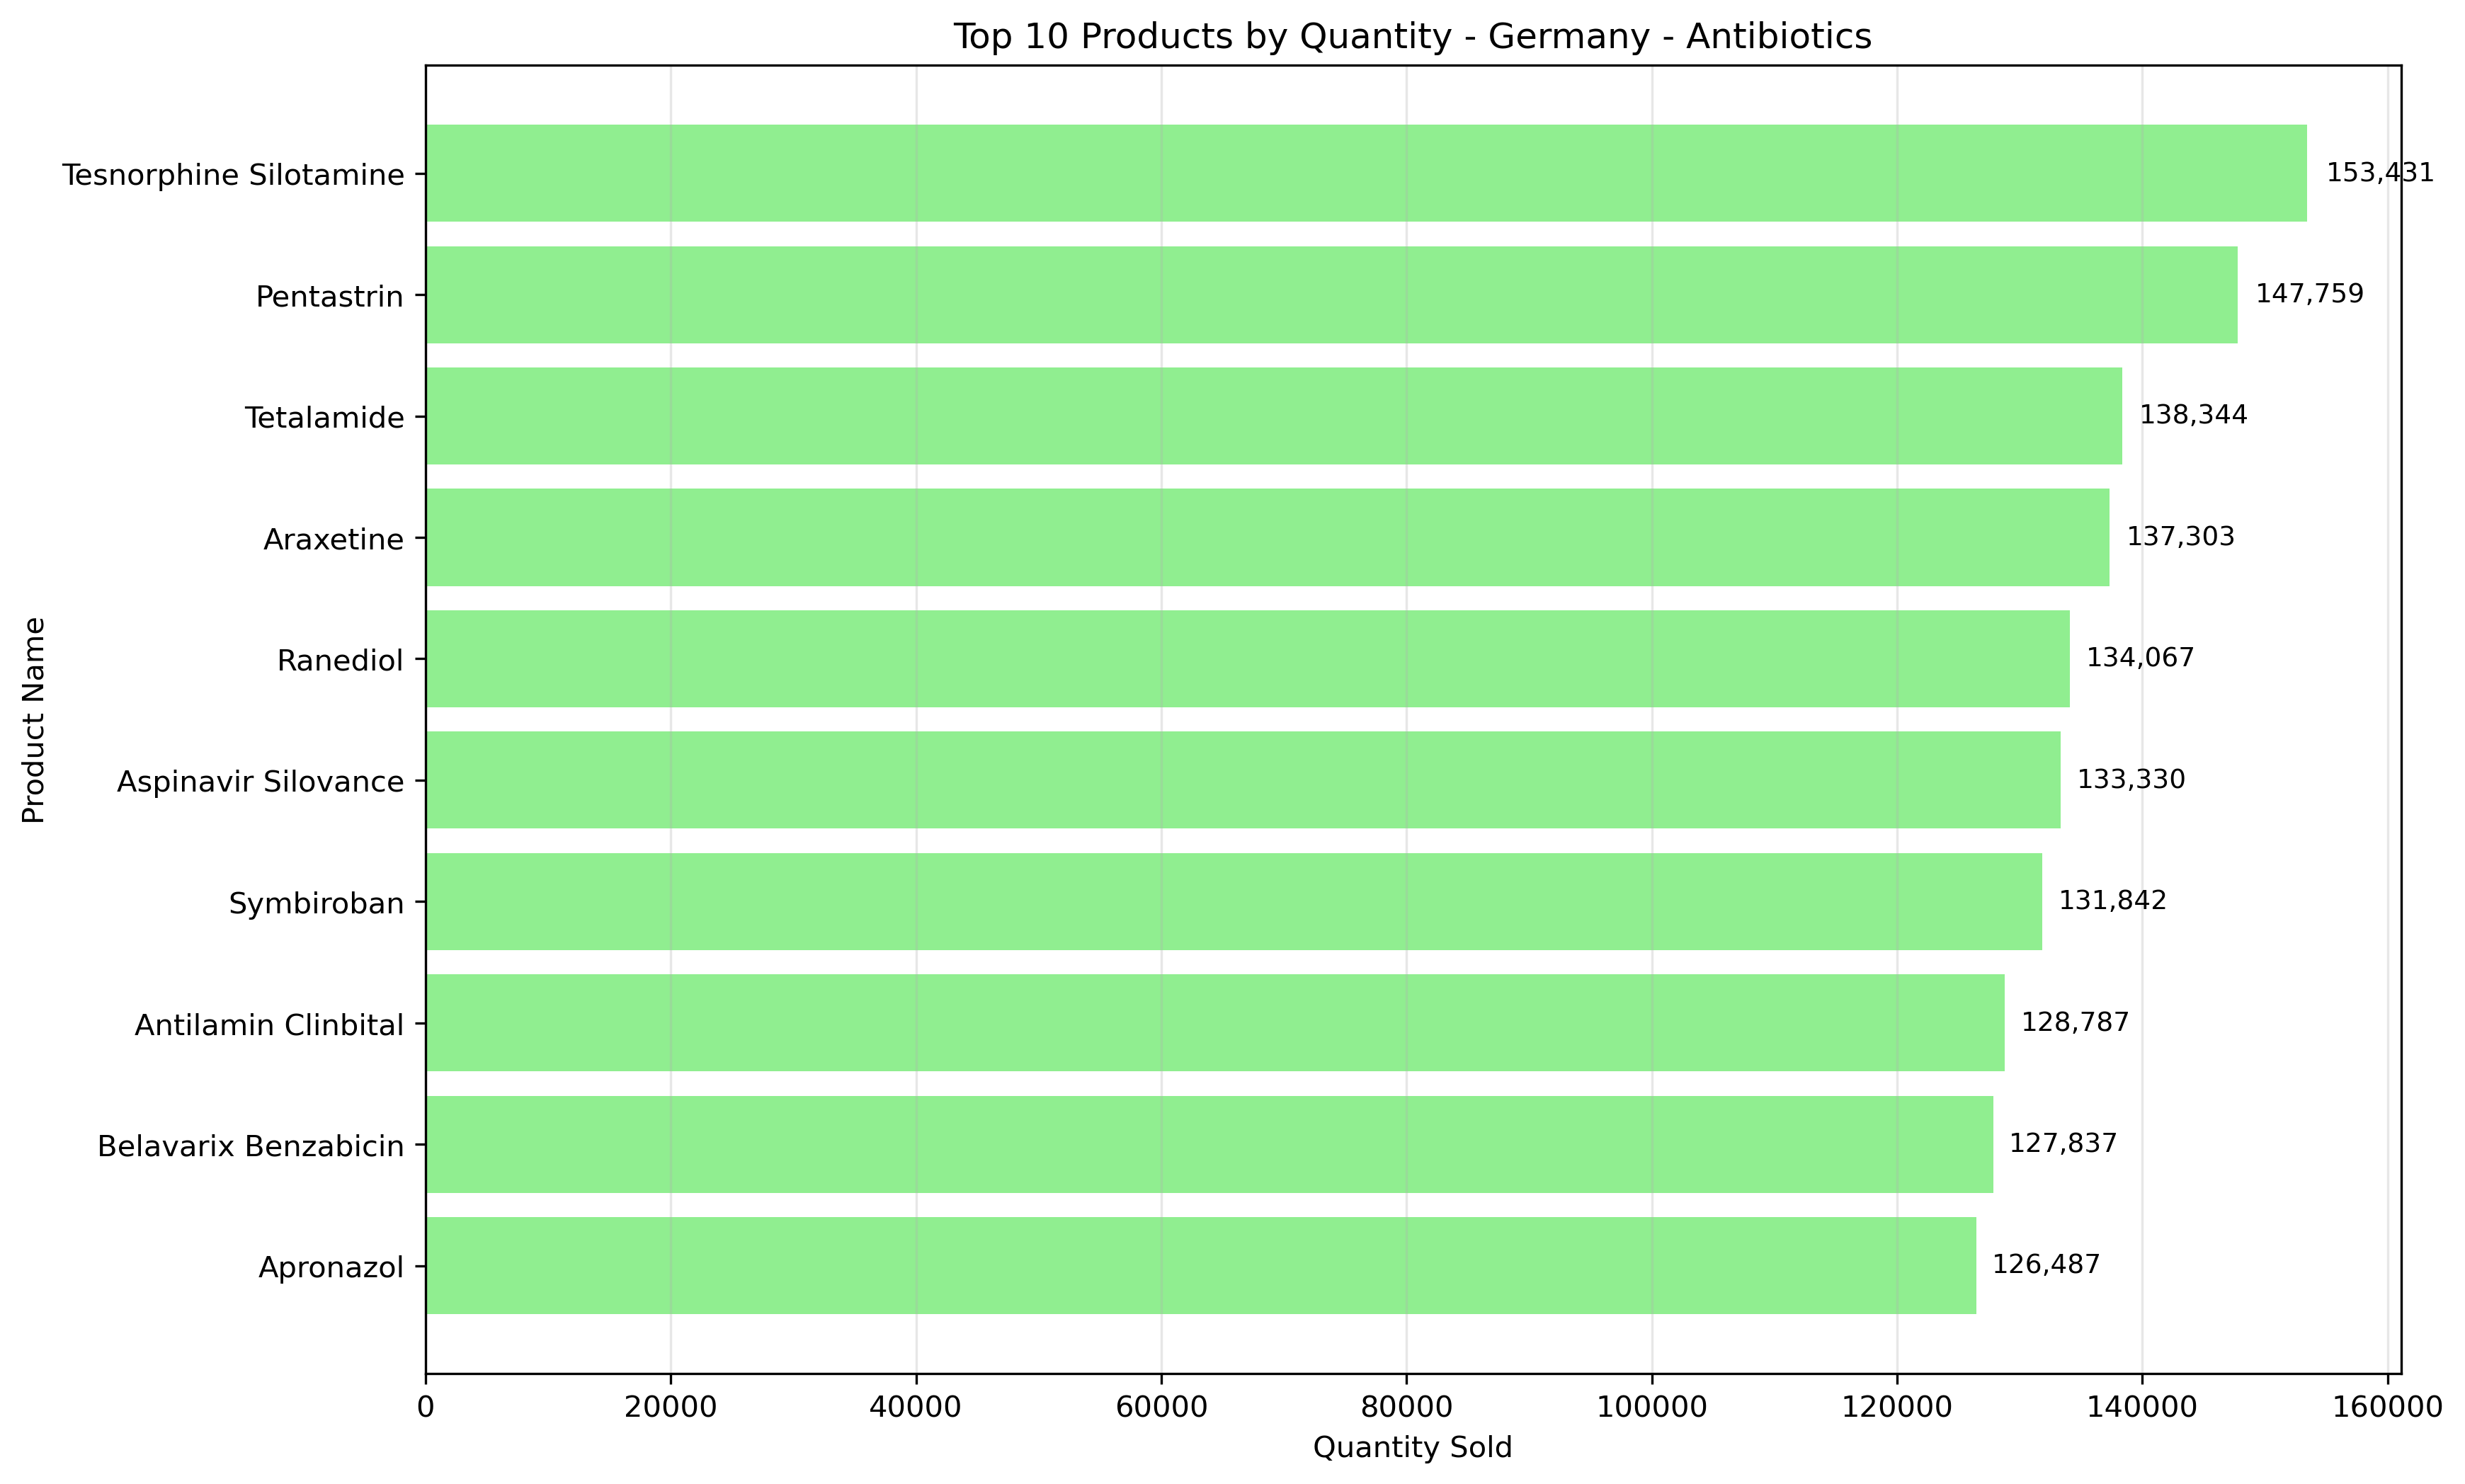 Top 10 Products by Quantity - Germany - Antibiotics
Product Name
Tesnorphine Silotamine 153,431
Pentastrin 147,759
Tetalamide 138,344
Araxetine 137,303
Ranediol 134,067
Aspinavir Silovance 133,330
Symbiroban 131,842
Antilamin Clinbital 128,787
Belavarix Benzabicin 127,837
Apronazol 126,487
0 20000 40000 60000 80000 100000 120000 140000 160000
Quantity Sold